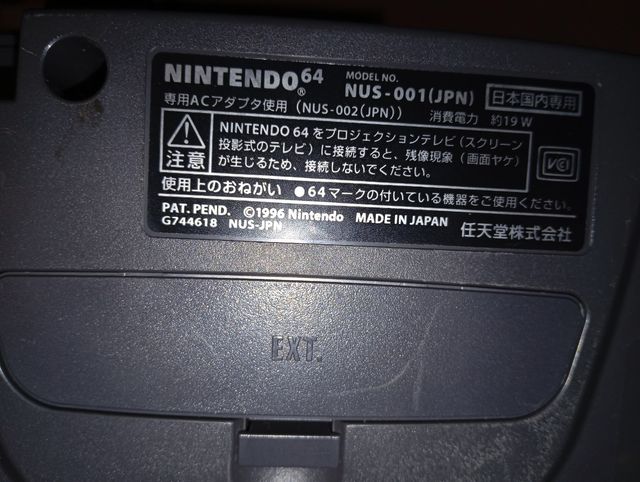 NINTENDO64®
MODEL NO.
NUS-001(JPN)
日本国内専用
専用ACアダプタ使用 (NUS-002(JPN))
消費電力 約19W
注意
NINTENDO 64 をプロジェクションテレビ(スクリーン
投影式のテレビ)に接続すると、残像現象(画面ヤケ)
が生じるため、接続しないでください。
VCI
使用上のおねがい ●64マークの付いている機器をご使用ください。
PAT. PEND. ©1996 Nintendo MADE IN JAPAN
G744618 NUS-JPN
任天堂株式会社
EXT.